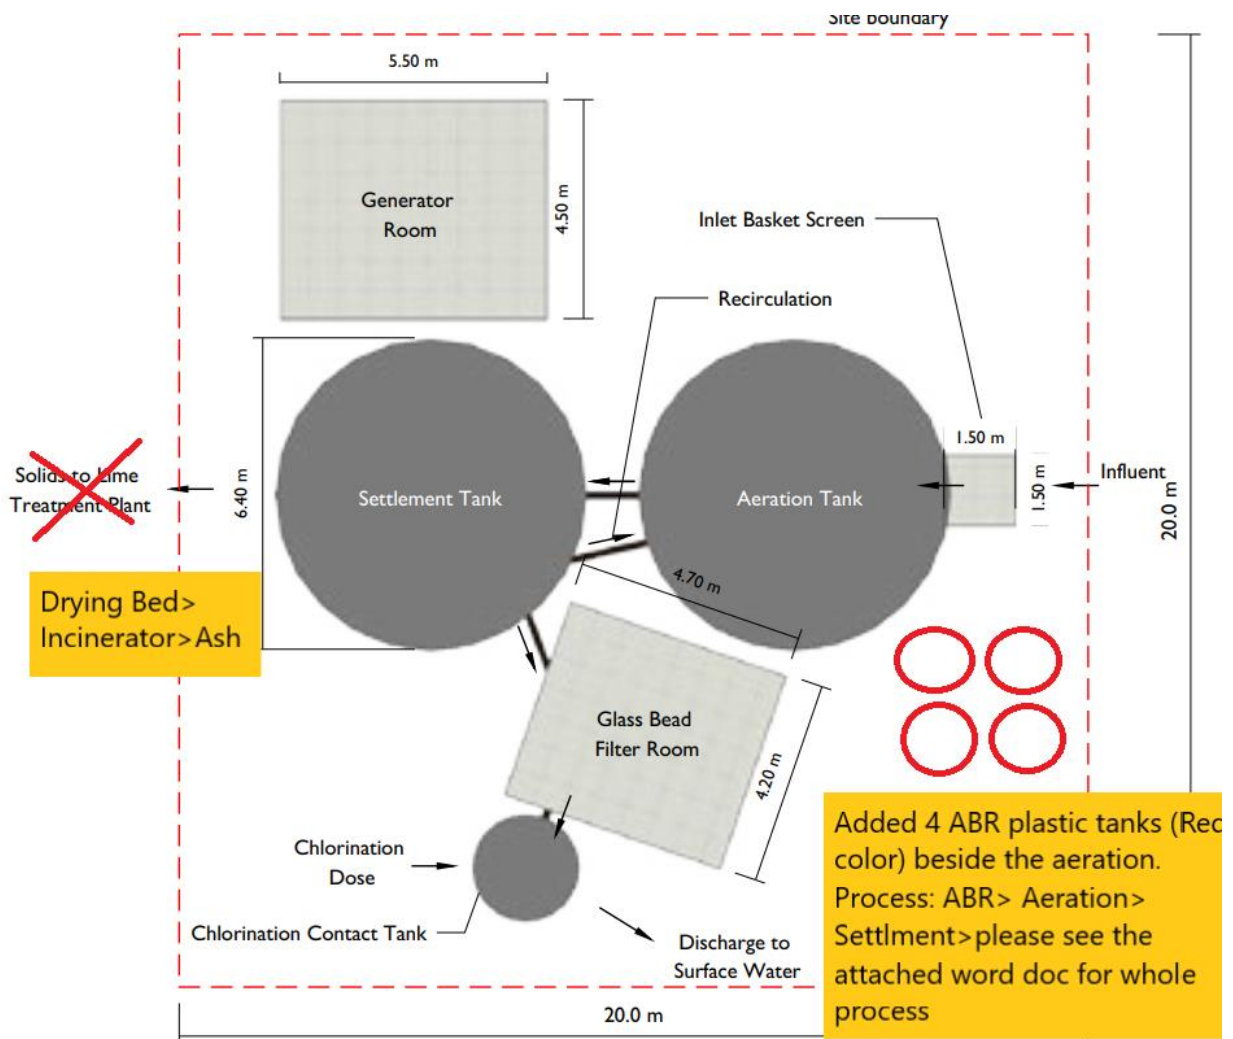 Site Boundary
5.50 m
Generator
Room
4.50 m
Inlet Basket Screen
Recirculation
1.50 m
Influent
1.50 m
20.0 m
Solids to Lime
Treatment Plant
6.40 m
Settlement Tank
Aeration Tank
4.70 m
Drying Bed>
Incinerator>Ash
Glass Bead
Filter Room
4.20 m
Chlorination
Dose
Chlorination Contact Tank
Discharge to
Surface Water
Added 4 ABR plastic tanks (Red
color) beside the aeration.
Process: ABR> Aeration>
Settlment>please see the
attached word doc for whole
process
20.0 m